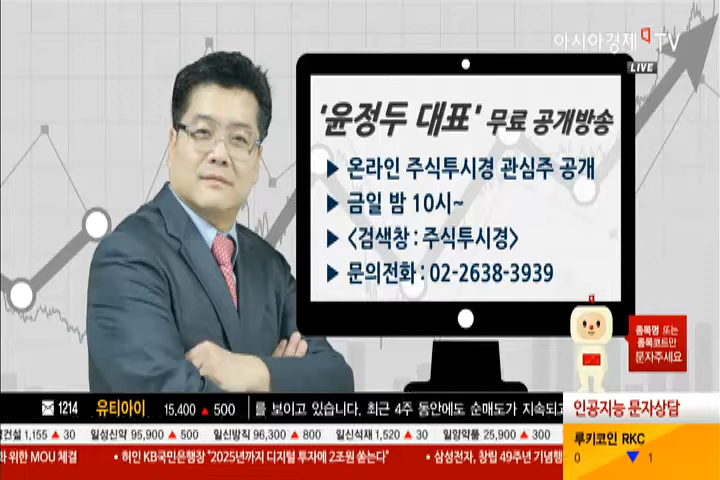 아시아경제 TV
LIVE
'윤정두 대표' 무료 공개방송
▶ 온라인 주식투시경 관심주 공개
▶ 금일 밤 10시~
▶ <검색창 : 주식투시경>
▶ 문의전화 : 02-2638-3939
종목명 또는
종목코드만
문자주세요
1214 유티아이 15,400 ▲ 500 를 보이고 있습니다. 최근 4주 동안에도 순매도가 지속되고
인공지능 문자상담
건설 1,155 ▲ 30 일성신약 95,900 ▲ 500 일신방직 96,300 ▲ 800 일신석재 1,520 ▲ 30 일양약품 25,900 ▲ 300
루키코인 RKC
0 ▼ 1
화 위한 MOU 체결 • 허인 KB국민은행장 "2025년까지 디지털 투자에 2조원 쏟는다" • 삼성전자, 창립 49주년 기념행